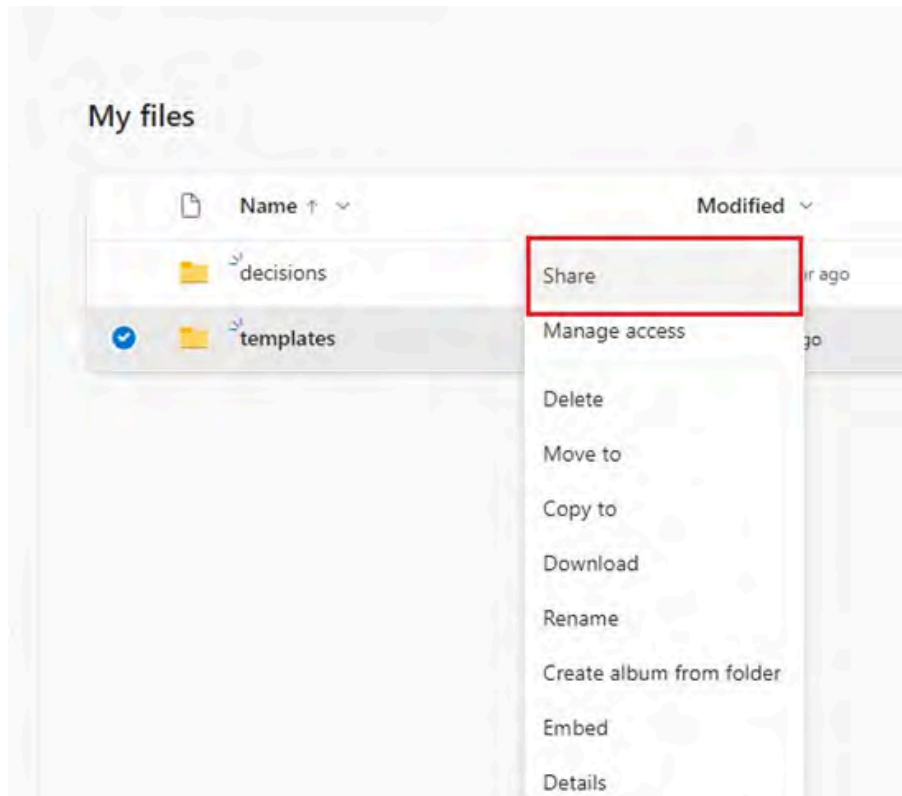 My files
Name ↑ Modified
decisions
Share
ago
Manage access
templates
Delete
Move to
Copy to
Download
Rename
Create album from folder
Embed
Details